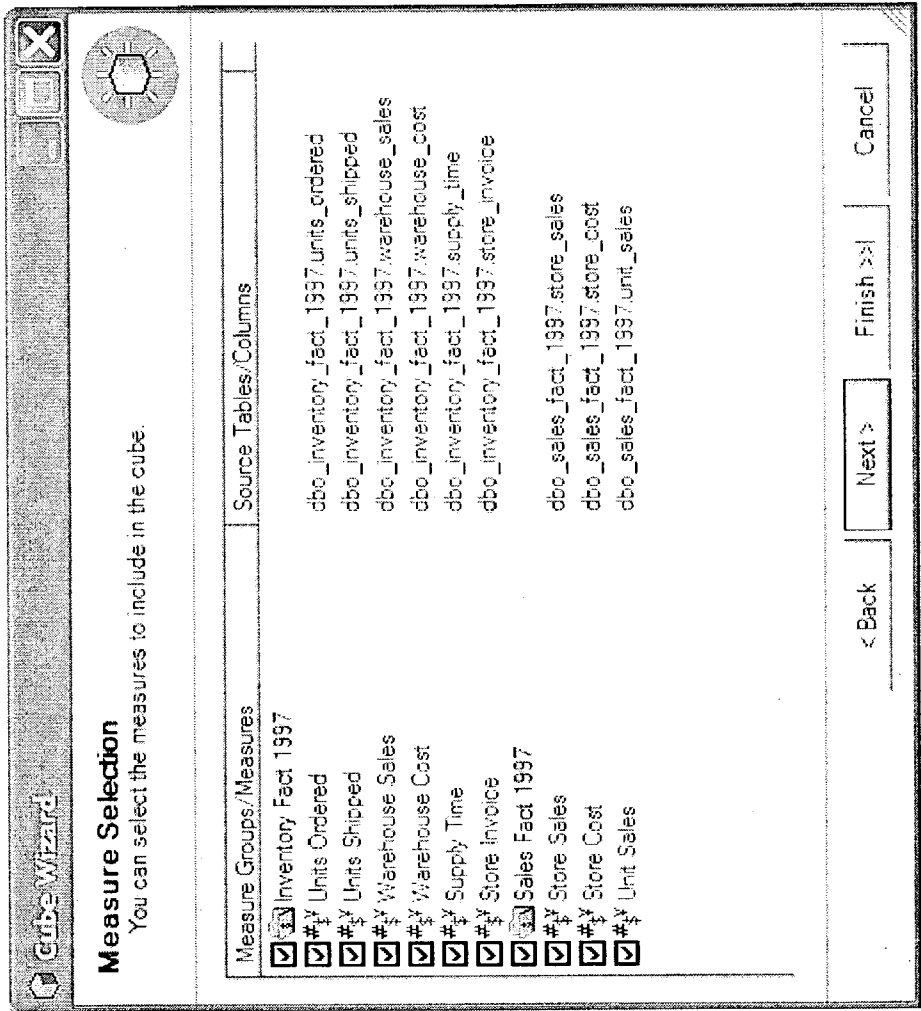 Cube Wizard
Measure Selection
You can select the measures to include in the cube.
Measure Groups/Measures Source Tables/Columns
Inventory Fact 1997
Units Ordered dbo_inventory_fact_1997.units_ordered
Units Shipped dbo_inventory_fact_1997.units_shipped
Warehouse Sales dbo_inventory_fact_1997.warehouse_sales
Warehouse Cost dbo_inventory_fact_1997.warehouse_cost
Supply Time dbo_inventory_fact_1997.supply_time
Store Invoice dbo_inventory_fact_1997.store_invoice
Sales Fact 1997
Store Sales dbo_sales_fact_1997.store_sales
Store Cost dbo_sales_fact_1997.store_cost
Unit Sales dbo_sales_fact_1997.unit_sales
< Back Next > Finish >>| Cancel